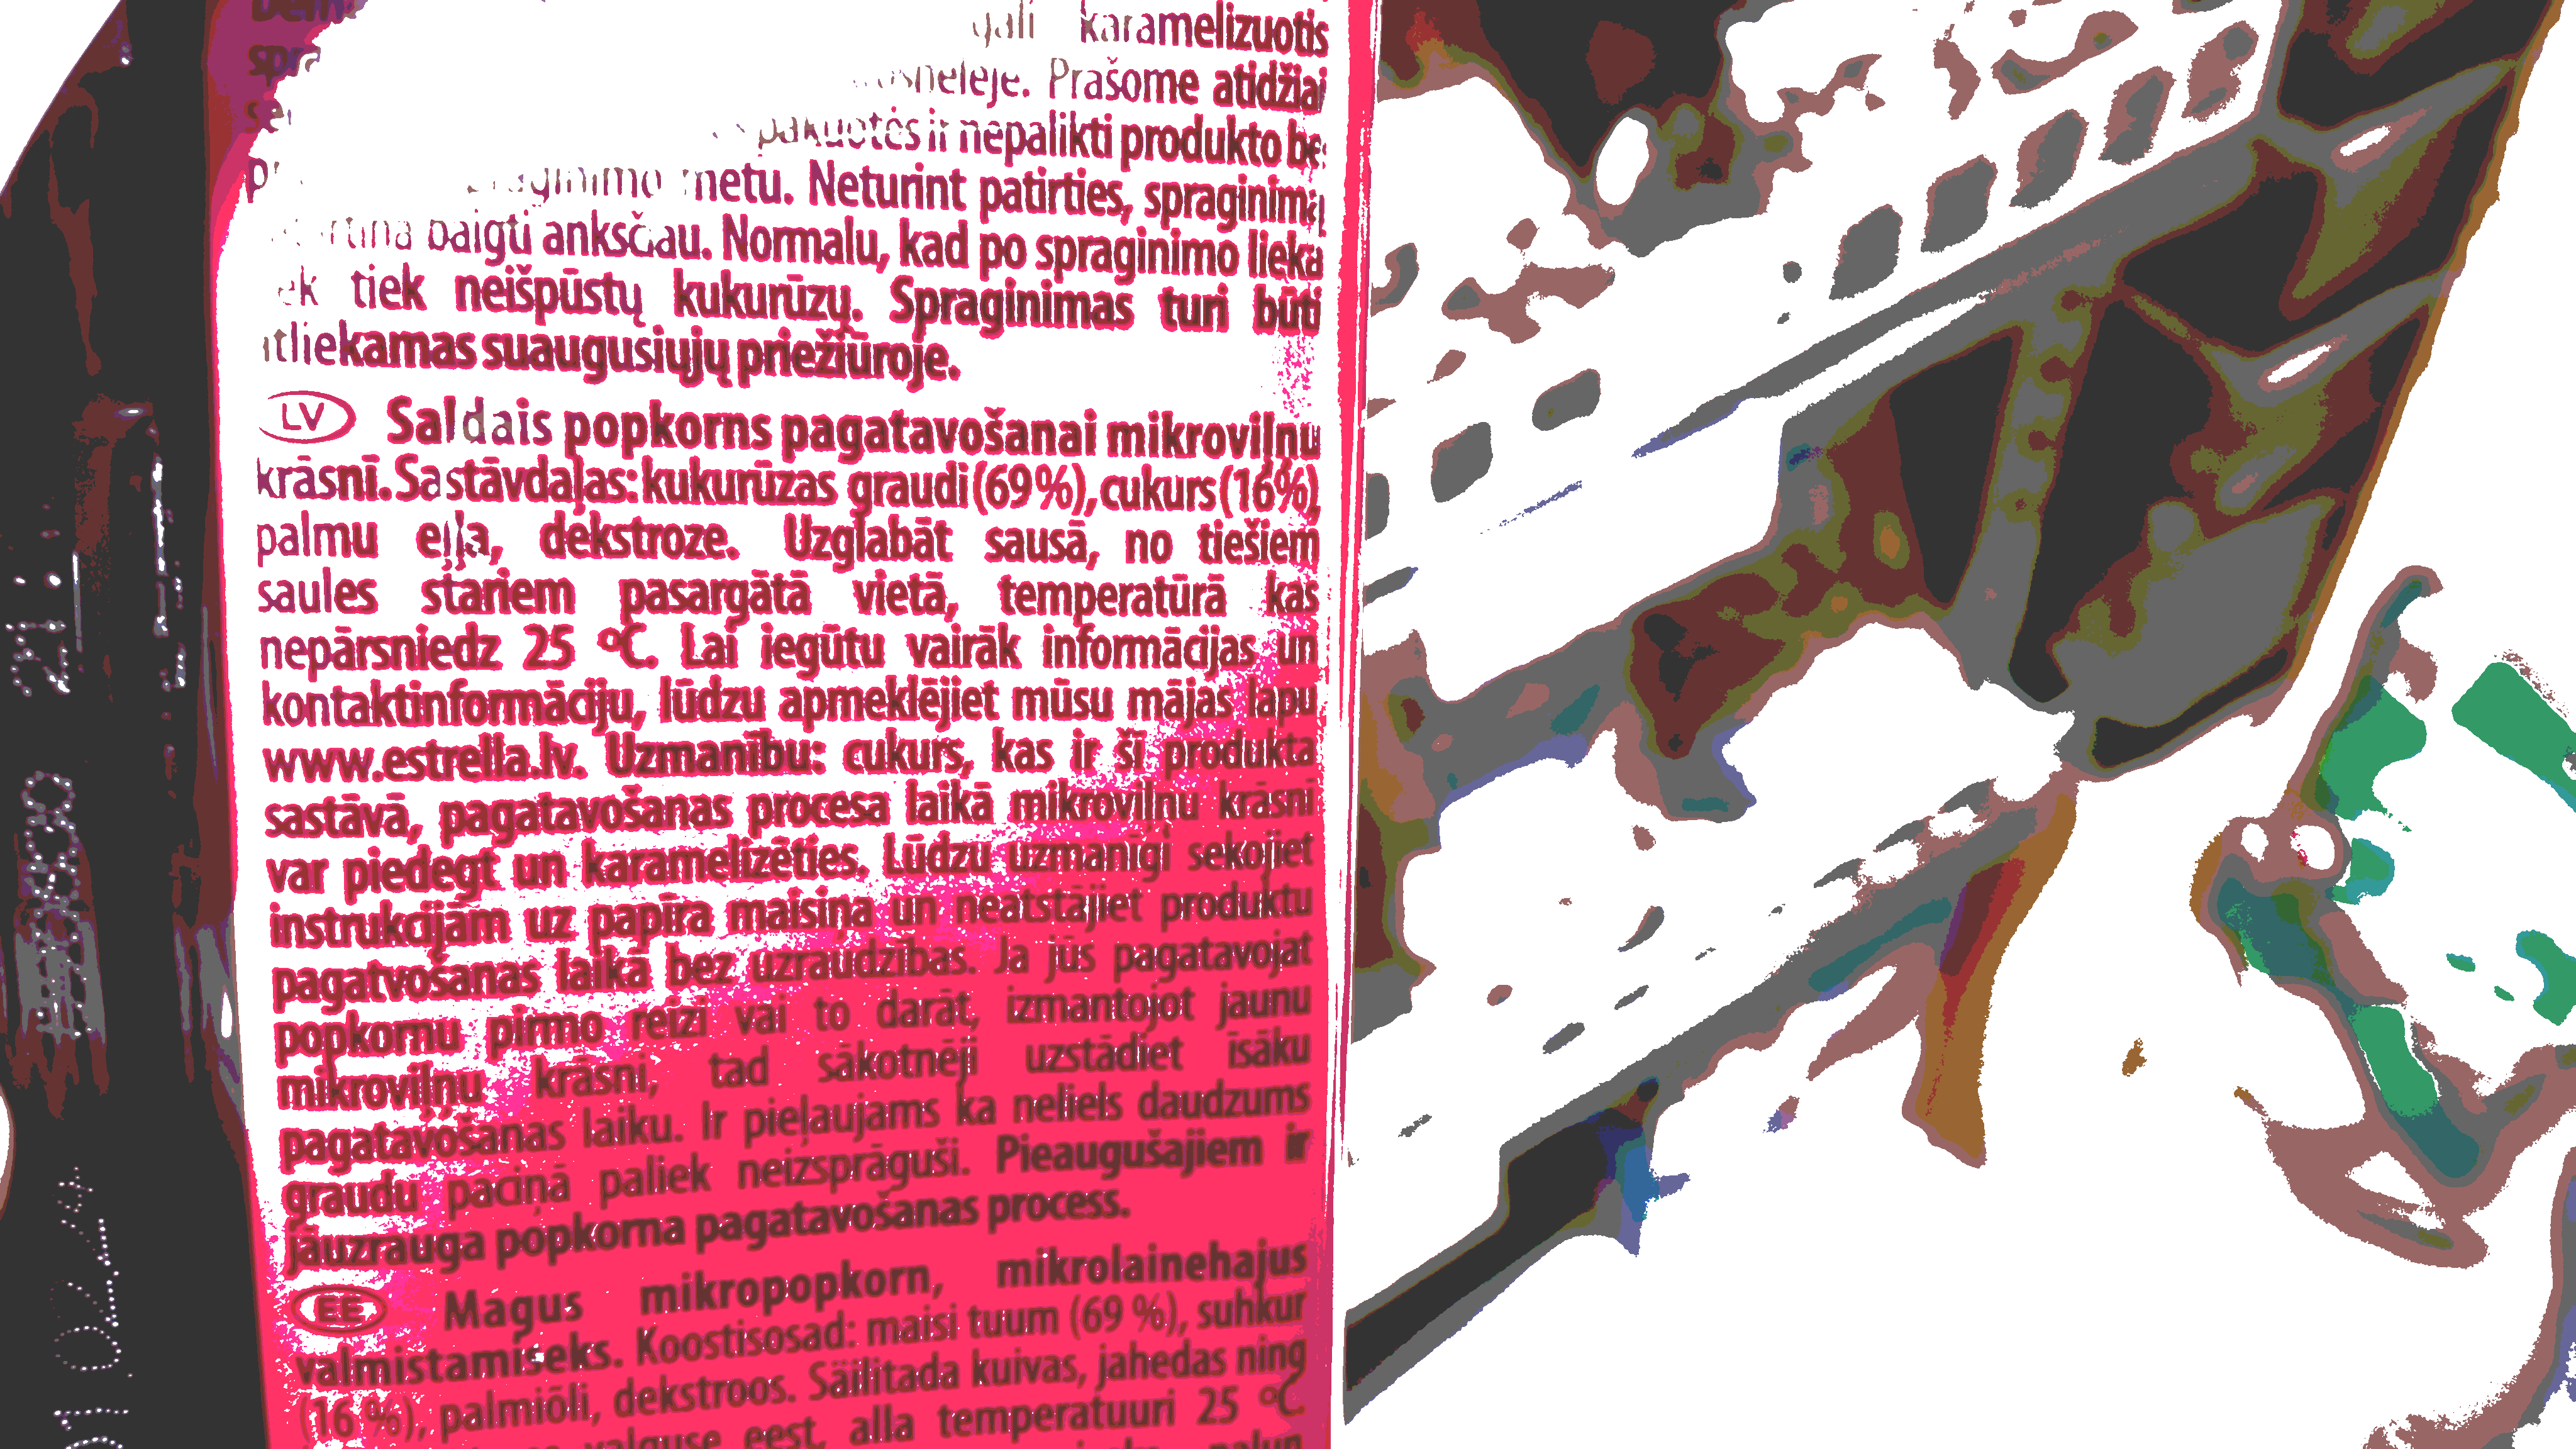 gali karamelizuotis
Prašome atidžiai
pakuotės ir nepalikti produkto be
metu. Neturint patirties, spraginimą
baigti anksčiau. Normalu, kad po spraginimo lieka
tiek neišpūstų kukurūzų. Spraginimas turi būti
atliekamas suaugusiųjų priežiūroje.
LV Saldais popkorns pagatavošanai mikroviļņu
krāsnī. Sastāvdaļas: kukurūzas graudi (69%), cukurs (16%),
palmu eļļa, dekstroze. Uzglabāt sausā, no tiešiem
saules stariem pasargātā vietā, temperatūrā kas
nepārsniedz 25 °C. Lai iegūtu vairāk informācijas un
kontaktinformāciju, lūdzu apmeklējiet mūsu mājas lapu
www.estrella.lv. Uzmanību: cukurs, kas ir šī produkta
sastāvā, pagatavošanas procesa laikā mikroviļņu krāsnī
var piedegt un karamelizēties. Lūdzu uzmanīgi sekojiet
instrukcijām uz papīra maisiņa un neatstājiet produktu
pagatvošanas laikā bez uzraudzības. Ja jūs pagatavojat
popkornu pirmo reizi vai to darāt, izmantojot jaunu
mikroviļņu krāsni, tad sākotnēji uzstādiet īsāku
pagatavošanas laiku. Ir pieļaujams ka neliels daudzums
graudu paciņā paliek neizsprāguši. Pieaugušajiem ir
jāuzrauga popkorna pagatavošanas process.
EE Magus mikropopkorn, mikrolainehajus
valmistamiseks. Koostisosad: maisi tuum (69 %), suhkur
(16 %), palmiõli, dekstroos. Säilitada kuivas, jahedas ning
valguse eest, alla temperatuuri 25 °C.
palun